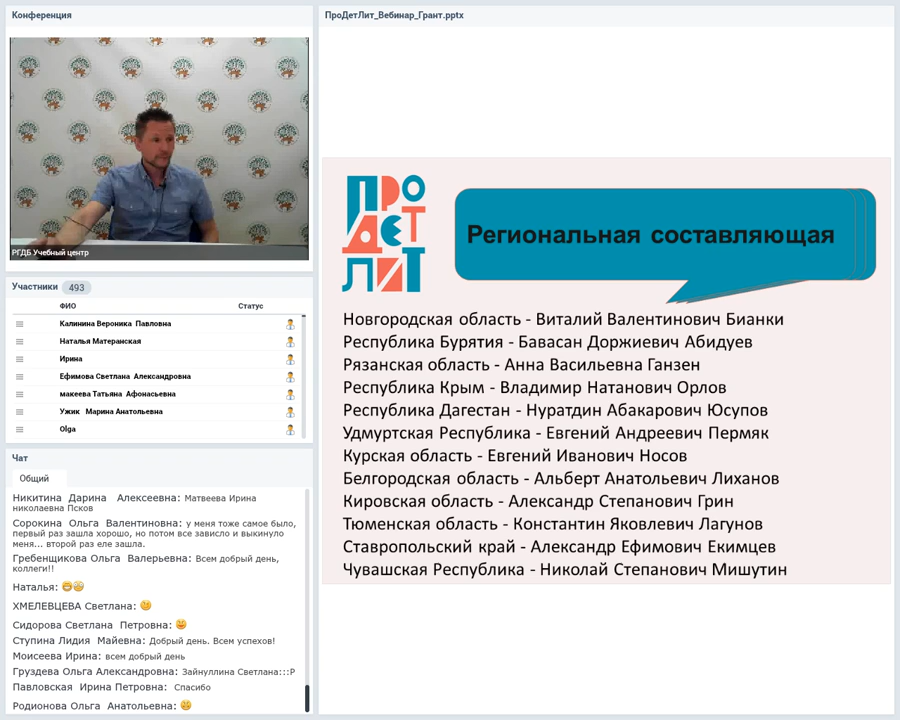 Конференция
РГДБ Учебный центр
Участники 493
ФИО Статус
Калинина Вероника Павловна
Наталья Матеранская
Ирина
Ефимова Светлана Александровна
макеева Татьяна Афонасьевна
Ужик Марина Анатольевна
Olga
Чат
Общий
Никитина Дарина Алексеевна: Матвеева Ирина
николаевна Псков
Сорокина Ольга Валентиновна: у меня тоже самое было,
первый раз зашла хорошо, но потом все зависло и выкинуло
меня... второй раз еле зашла.
Гребенщикова Ольга Валерьевна: Всем добрый день,
коллеги!!
Наталья:
ХМЕЛЕВЦЕВА Светлана:
Сидорова Светлана Петровна:
Ступина Лидия Майевна: Добрый день. Всем успехов!
Моисеева Ирина: всем добрый день
Груздева Ольга Александровна: Зайнуллина Светлана:::Р
Павловская Ирина Петровна: Спасибо
Родионова Ольга Анатольевна:
ПроДетЛит_Вебинар_Грант.pptx
ПРО
ДЕТ
ЛИТ
Региональная составляющая
Новгородская область - Виталий Валентинович Бианки
Республика Бурятия - Бавасан Доржиевич Абидуев
Рязанская область - Анна Васильевна Ганзен
Республика Крым - Владимир Натанович Орлов
Республика Дагестан - Нуратдин Абакарович Юсупов
Удмуртская Республика - Евгений Андреевич Пермяк
Курская область - Евгений Иванович Носов
Белгородская область - Альберт Анатольевич Лиханов
Кировская область - Александр Степанович Грин
Тюменская область - Константин Яковлевич Лагунов
Ставропольский край - Александр Ефимович Екимцев
Чувашская Республика - Николай Степанович Мишутин